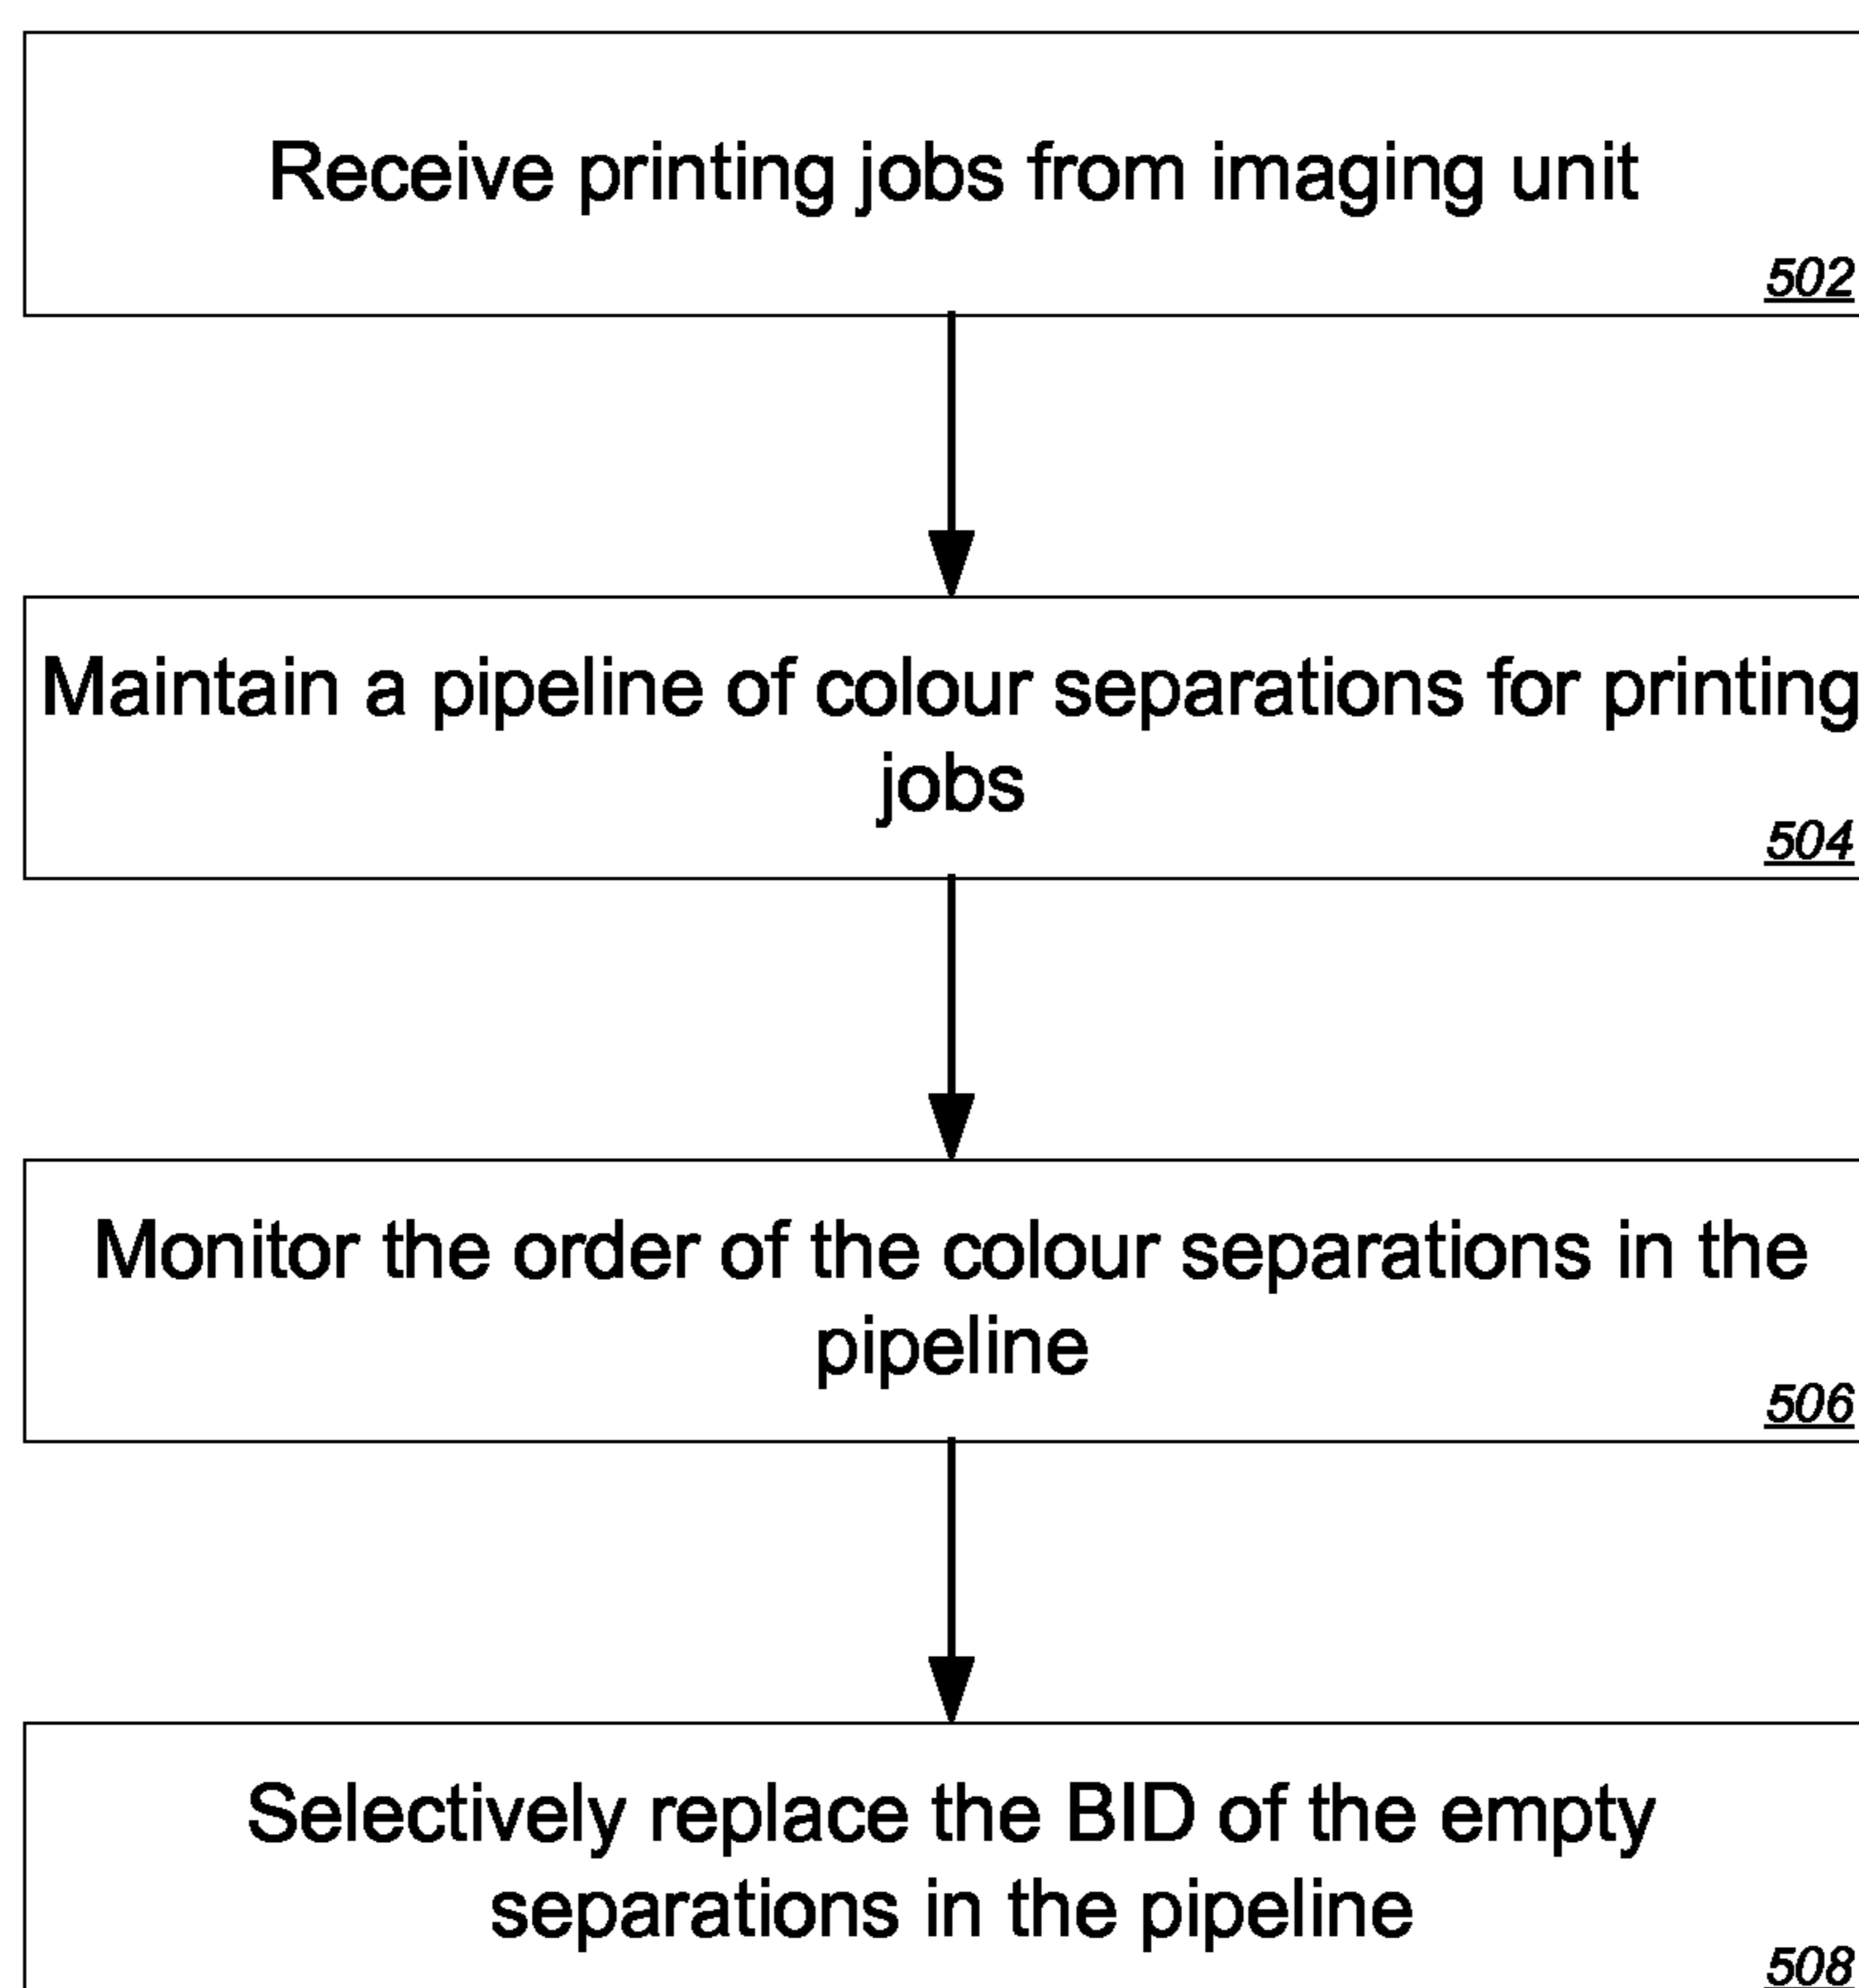 Receive printing jobs from imaging unit
502
Maintain a pipeline of colour separations for printing
jobs
504
Monitor the order of the colour separations in the
pipeline
506
Selectively replace the BID of the empty
separations in the pipeline
508